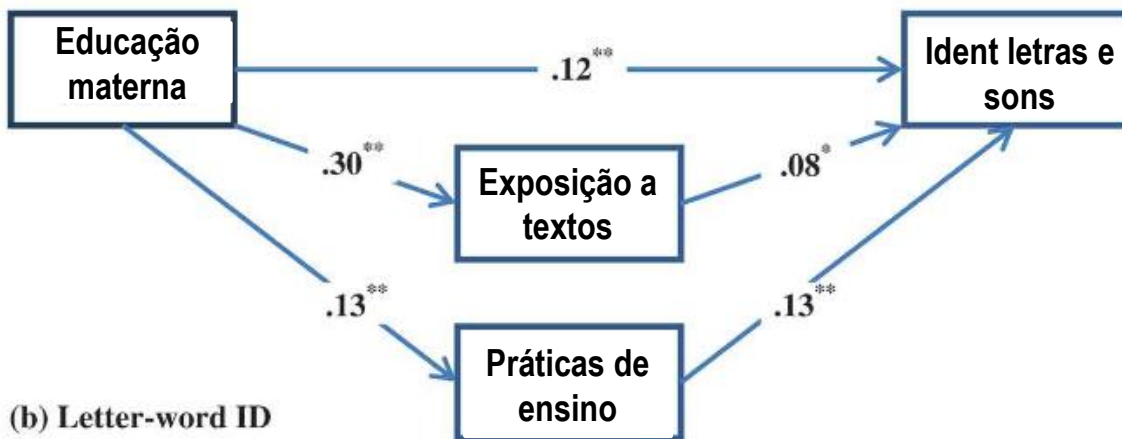 Educação
materna
.12**
Ident letras e
sons
.30**
Exposição a
textos
.08*
.13**
Práticas de
ensino
.13**
(b) Letter-word ID